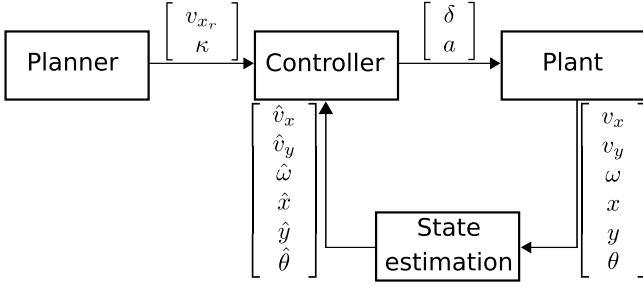 v_{x_r}
κ
δ
a
Planner
Controller
Plant
v̂_x
v̂_y
ω̂
x̂
ŷ
θ̂
v_x
v_y
ω
x
y
θ
State
estimation